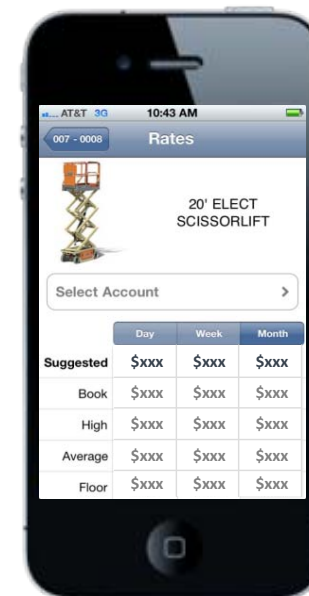 AT&T 3G 10:43 AM
007 - 0008 Rates
20' ELECT
SCISSORLIFT
Select Account >
Day Week Month
Suggested $xxx $xxx $xxx
Book $xxx $xxx $xxx
High $xxx $xxx $xxx
Average $xxx $xxx $xxx
Floor $xxx $xxx $xxx